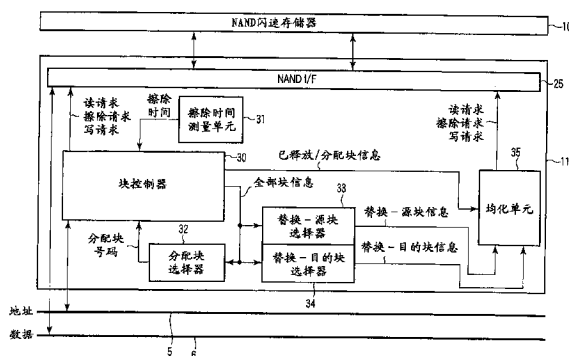 NAND闪速存储器
10
NAND I/F
25
读请求
擦除请求
写请求
擦除
时间
擦除时间
测量单元
31
读请求
擦除请求
写请求
30
已释放/分配块信息
35
11
块控制器
全部块信息
33
均化单元
32
替换-源块
选择器
替换-源块信息
分配块
号码
分配块
选择器
替换-目的块
选择器
替换-目的块信息
34
地址
5
数据
6